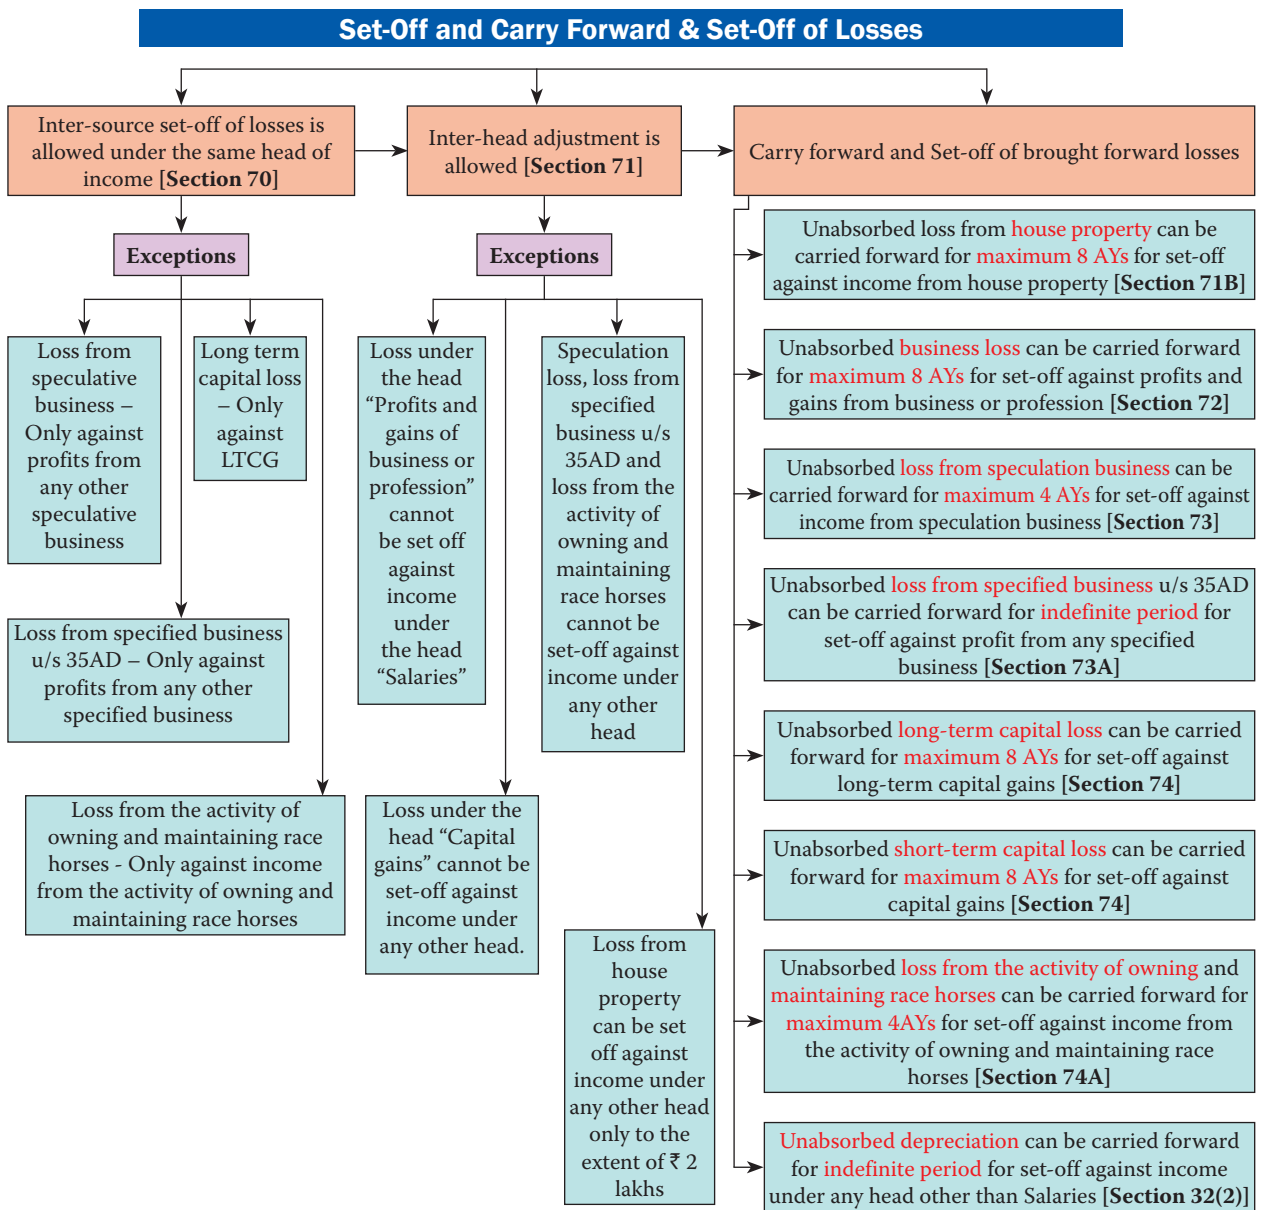 Set-Off and Carry Forward & Set-Off of Losses
Inter-source set-off of losses is
allowed under the same head of
income [Section 70]
Inter-head adjustment is
allowed [Section 71]
Carry forward and Set-off of brought forward losses
Exceptions
Loss from
speculative
business –
Only against
profits from
any other
speculative
business
Long term
capital loss
– Only
against
LTCG
Loss from specified business
u/s 35AD – Only against
profits from any other
specified business
Loss from the activity of
owning and maintaining race
horses - Only against income
from the activity of owning and
maintaining race horses
Exceptions
Loss under
the head
“Profits and
gains of
business or
profession”
cannot
be set off
against
income
under
the head
“Salaries”
Speculation
loss, loss from
specified
business u/s
35AD and
loss from the
activity of
owning and
maintaining
race horses
cannot be
set-off against
income under
any other
head
Loss under the
head “Capital
gains” cannot be
set-off against
income under
any other head.
Loss from
house
property
can be set
off against
income under
any other head
only to the
extent of ₹ 2
lakhs
Unabsorbed loss from house property can be
carried forward for maximum 8 AYs for set-off
against income from house property [Section 71B]
Unabsorbed business loss can be carried forward
for maximum 8 AYs for set-off against profits and
gains from business or profession [Section 72]
Unabsorbed loss from speculation business can be
carried forward for maximum 4 AYs for set-off against
income from speculation business [Section 73]
Unabsorbed loss from specified business u/s 35AD
can be carried forward for indefinite period for
set-off against profit from any specified
business [Section 73A]
Unabsorbed long-term capital loss can be carried
forward for maximum 8 AYs for set-off against
long-term capital gains [Section 74]
Unabsorbed short-term capital loss can be carried
forward for maximum 8 AYs for set-off against
capital gains [Section 74]
Unabsorbed loss from the activity of owning and
maintaining race horses can be carried forward for
maximum 4AYs for set-off against income from
the activity of owning and maintaining race
horses [Section 74A]
Unabsorbed depreciation can be carried forward
for indefinite period for set-off against income
under any head other than Salaries [Section 32(2)]